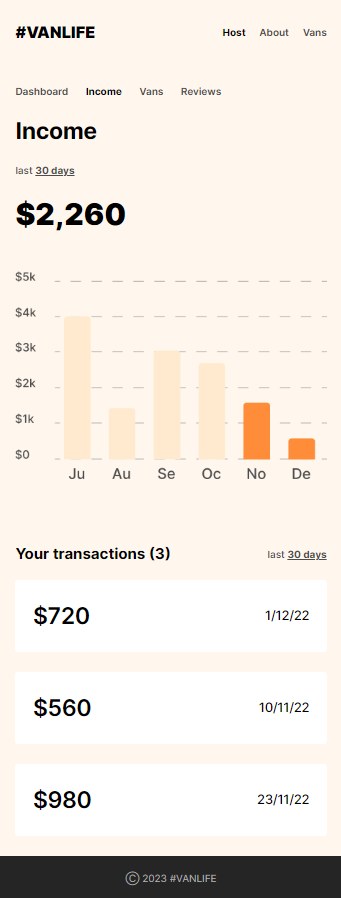 #VANLIFE Host About Vans
Dashboard Income Vans Reviews
Income
last 30 days
$2,260
$5k
$4k
$3k
$2k
$1k
$0
Ju Au Se Oc No De
Your transactions (3) last 30 days
$720 1/12/22
$560 10/11/22
$980 23/11/22
Ⓒ 2023 #VANLIFE